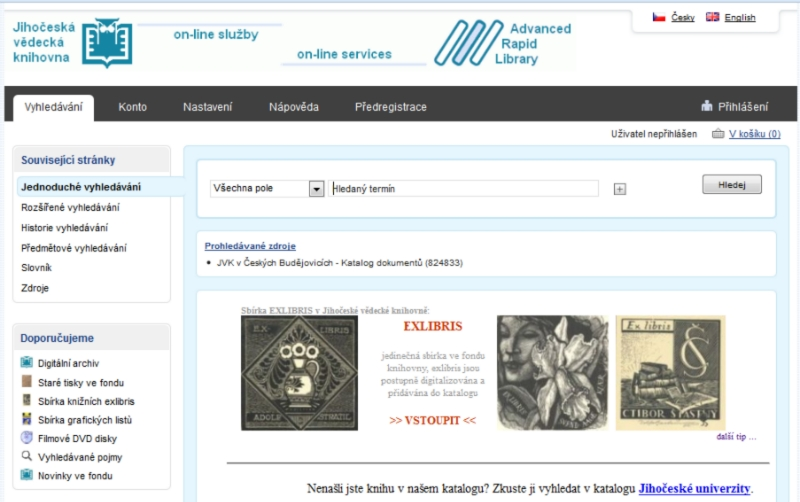 Jihočeská
vědecká
knihovna
on-line služby
on-line services
Advanced
Rapid
Library
Česky
English
Vyhledávání
Konto
Nastavení
Nápověda
Předregistrace
Přihlášení
Uživatel nepřihlášen
V košíku (0)
Související stránky
Jednoduché vyhledávání
Rozšířené vyhledávání
Historie vyhledávání
Předmětové vyhledávání
Slovník
Zdroje
Všechna pole
Hledaný termín
Hledej
Prohledávané zdroje
JVK v Českých Budějovicích - Katalog dokumentů (824833)
Doporučujeme
Digitální archiv
Staré tisky ve fondu
Sbírka knižních exlibris
Sbírka grafických listů
Filmové DVD disky
Vyhledávané pojmy
Novinky ve fondu
Sbírka EXLIBRIS v Jihočeské vědecké knihovně:
EX LIBRIS
ADOLF
EXLIBRIS
jedinečná sbírka ve fondu
knihovny, exlibris jsou
postupně digitalizována a
přidávána do katalogu
>> VSTOUPIT <<
Ex libris
CTIBOR ŠŤASTNÝ
další tip ...
Nenašli jste knihu v našem katalogu? Zkuste ji vyhledat v katalogu Jihočeské univerzity.